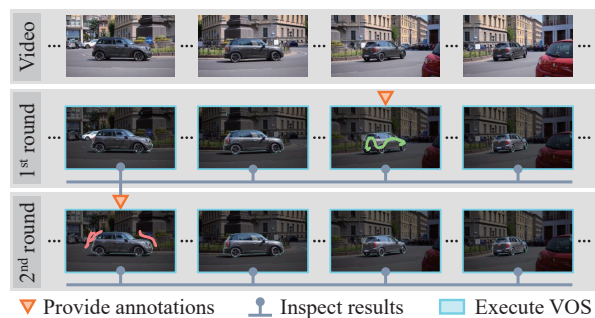 Video
1st round
2nd round
Provide annotations
Inspect results
Execute VOS